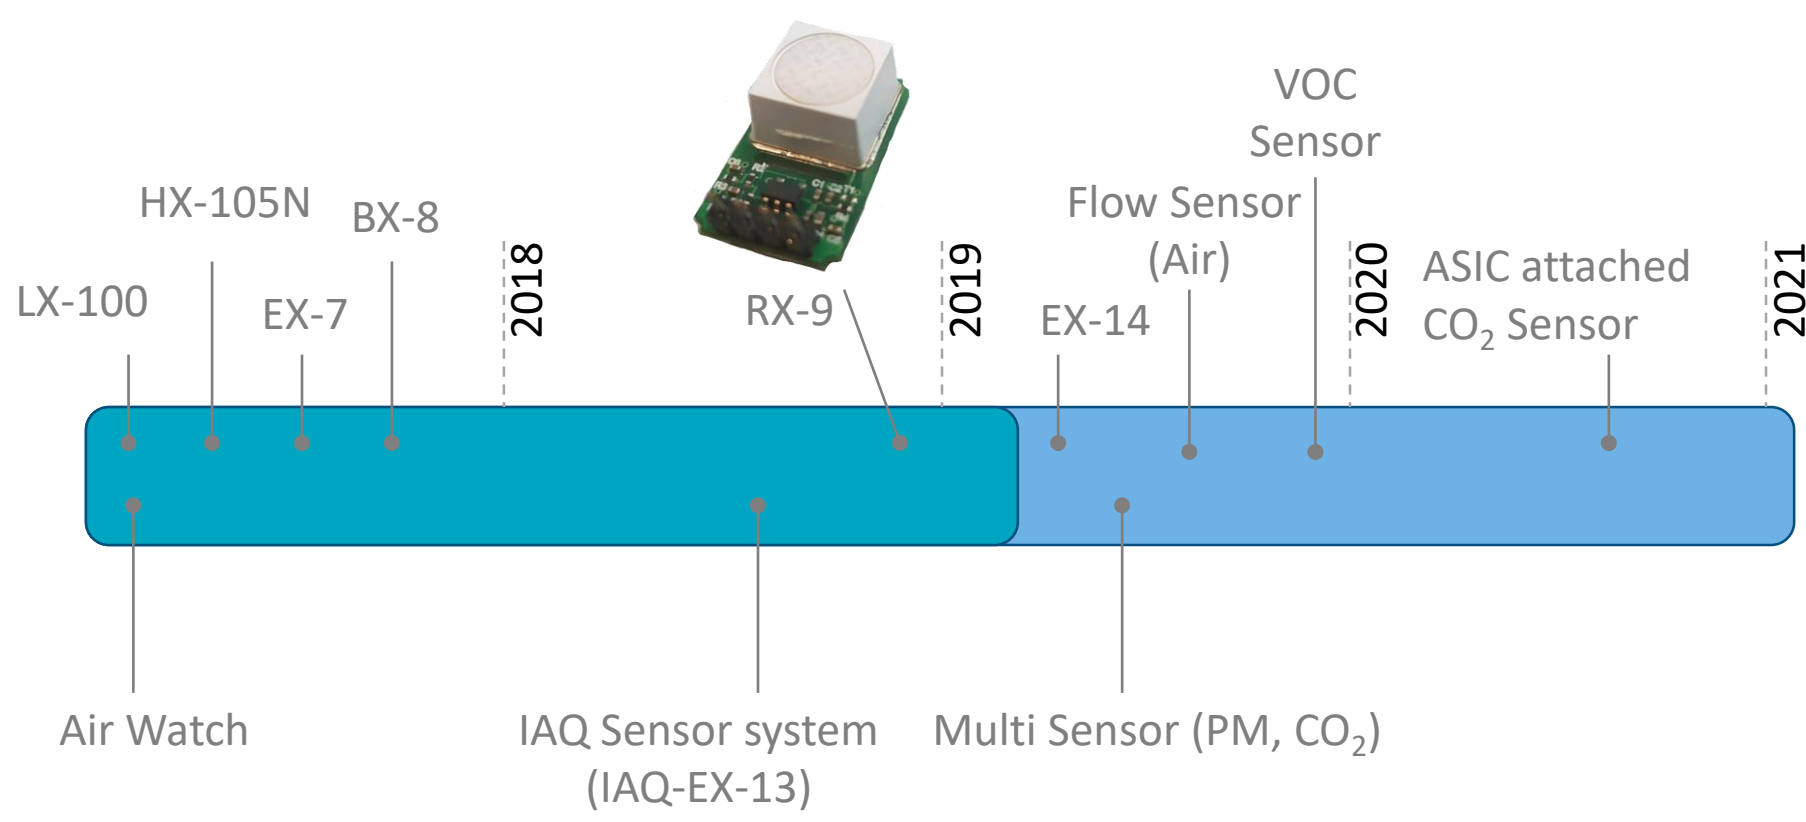 VOC
Sensor
HX-105N
BX-8
Flow Sensor
(Air)
LX-100
EX-7
2018
RX-9
2019
EX-14
2020
ASIC attached
CO₂ Sensor
2021
Air Watch
IAQ Sensor system
(IAQ-EX-13)
Multi Sensor (PM, CO₂)